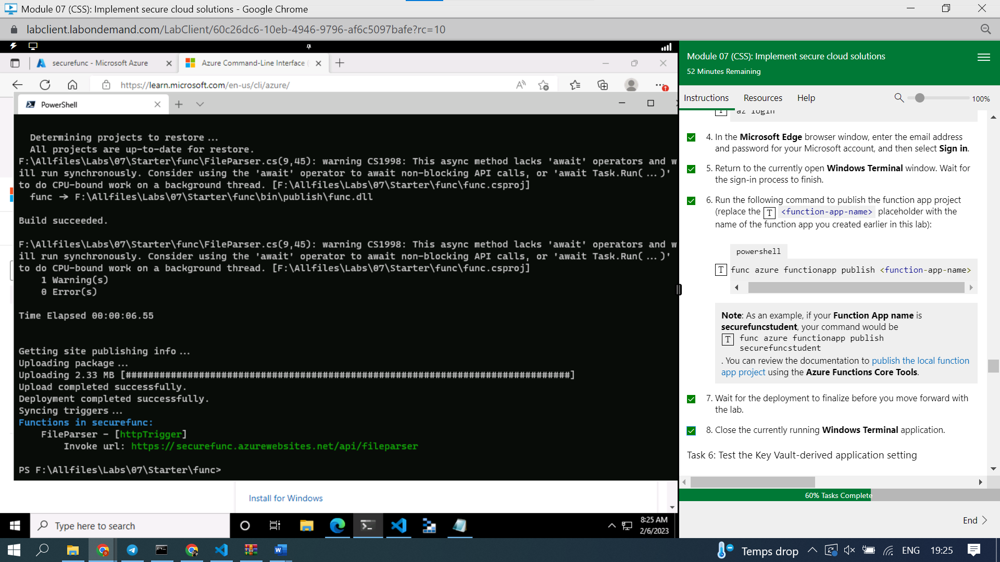 Module 07 (CSS): Implement secure cloud solutions - Google Chrome
labclient.labondemand.com/LabClient/60c26dc6-10eb-4946-9796-af6c5097bafe?rc=10
securefunc - Microsoft Azure
Azure Command-Line Interface (
https://learn.microsoft.com/en-us/cli/azure/
PowerShell
Determining projects to restore...
All projects are up-to-date for restore.
F:\Allfiles\Labs\07\Starter\func\FileParser.cs(9,45): warning CS1998: This async method lacks 'await' operators and w
ill run synchronously. Consider using the 'await' operator to await non-blocking API calls, or 'await Task.Run(...)'
to do CPU-bound work on a background thread. [F:\Allfiles\Labs\07\Starter\func\func.csproj]
func -> F:\Allfiles\Labs\07\Starter\func\bin\publish\func.dll
Build succeeded.
F:\Allfiles\Labs\07\Starter\func\FileParser.cs(9,45): warning CS1998: This async method lacks 'await' operators and w
ill run synchronously. Consider using the 'await' operator to await non-blocking API calls, or 'await Task.Run(...)'
to do CPU-bound work on a background thread. [F:\Allfiles\Labs\07\Starter\func\func.csproj]
1 Warning(s)
0 Error(s)
Time Elapsed 00:00:06.55
Getting site publishing info...
Uploading package...
Uploading 2.33 MB [###############################################################################]
Upload completed successfully.
Deployment completed successfully.
Syncing triggers...
Functions in securefunc:
FileParser - [httpTrigger]
Invoke url: https://securefunc.azurewebsites.net/api/fileparser
PS F:\Allfiles\Labs\07\Starter\func>
Install for Windows
Type here to search
8:25 AM
2/6/2023
Module 07 (CSS): Implement secure cloud solutions
52 Minutes Remaining
Instructions Resources Help
100%
T az login
4. In the Microsoft Edge browser window, enter the email address
and password for your Microsoft account, and then select Sign in.
5. Return to the currently open Windows Terminal window. Wait for
the sign-in process to finish.
6. Run the following command to publish the function app project
(replace the T <function-app-name> placeholder with the
name of the function app you created earlier in this lab):
powershell
T func azure functionapp publish <function-app-name>
Note: As an example, if your Function App name is
securefuncstudent, your command would be
T func azure functionapp publish
securefuncstudent
. You can review the documentation to publish the local function
app project using the Azure Functions Core Tools.
7. Wait for the deployment to finalize before you move forward with
the lab.
8. Close the currently running Windows Terminal application.
Task 6: Test the Key Vault-derived application setting
60% Tasks Complete
End
Temps drop
ENG
19:25